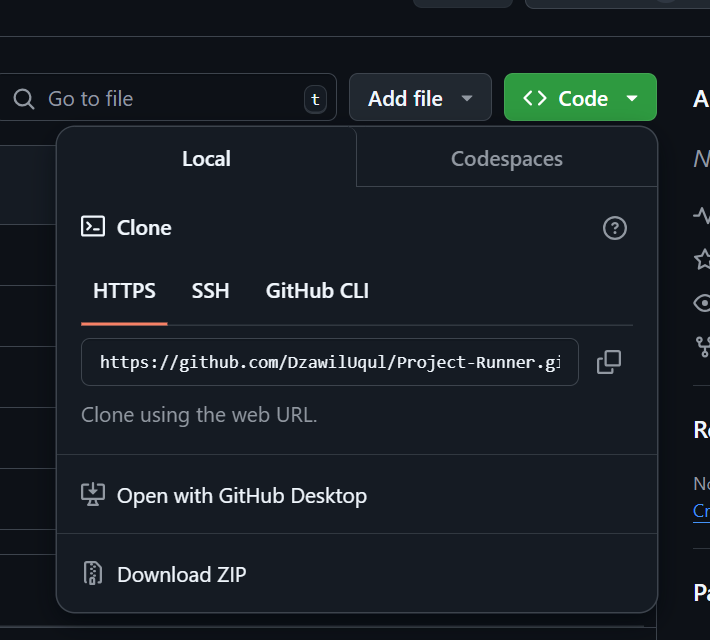 Go to file
t
Add file
Code
Local
Codespaces
Clone
HTTPS
SSH
GitHub CLI
https://github.com/DzawilUqul/Project-Runner.gi
Clone using the web URL.
Open with GitHub Desktop
Download ZIP